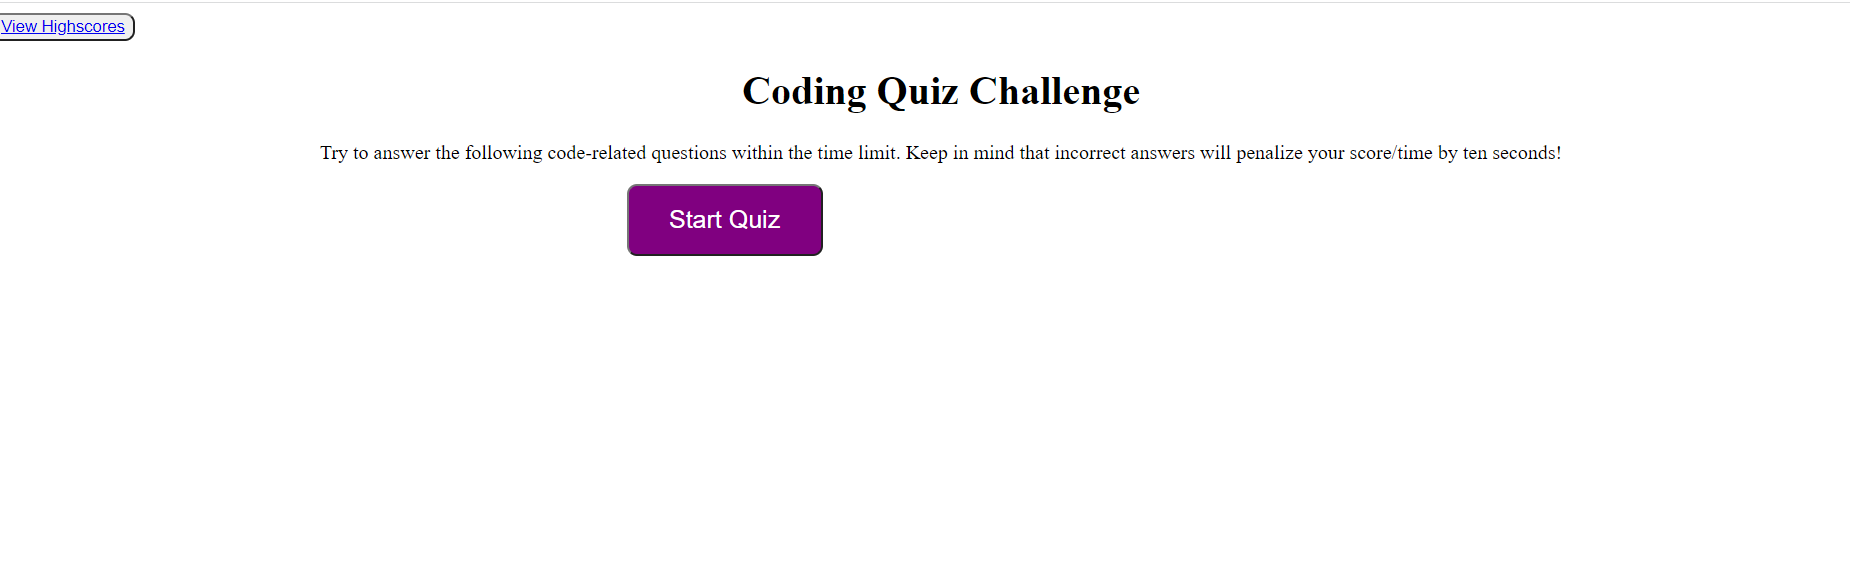 View Highscores
Coding Quiz Challenge
Try to answer the following code-related questions within the time limit. Keep in mind that incorrect answers will penalize your score/time by ten seconds!
Start Quiz